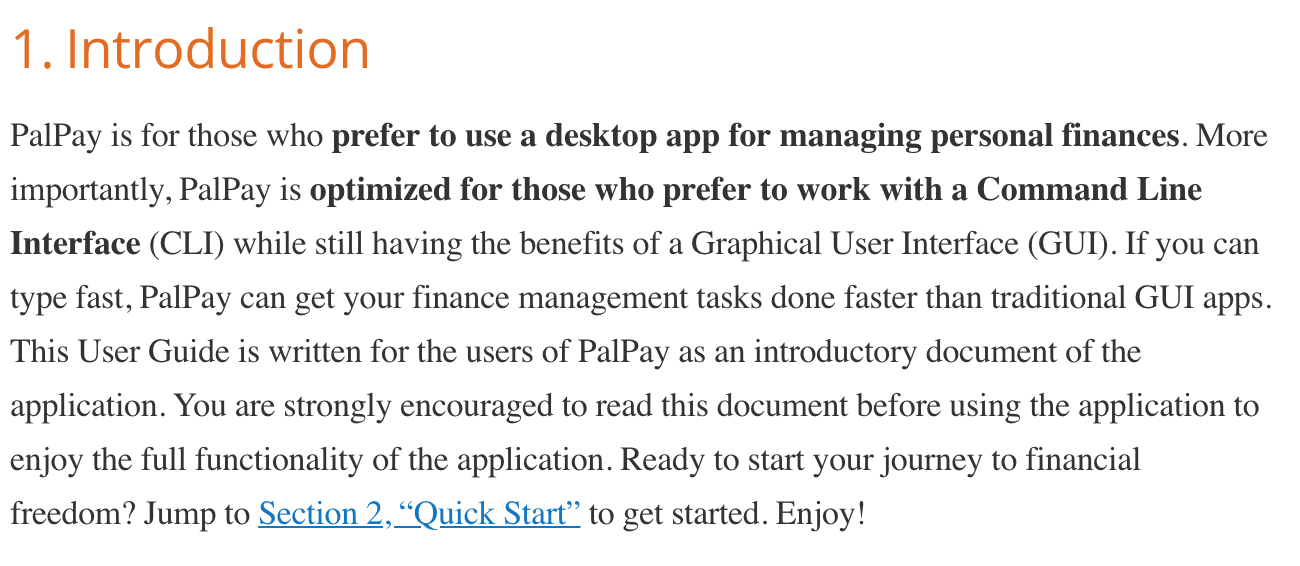 1. Introduction
PalPay is for those who prefer to use a desktop app for managing personal finances. More
importantly, PalPay is optimized for those who prefer to work with a Command Line
Interface (CLI) while still having the benefits of a Graphical User Interface (GUI). If you can
type fast, PalPay can get your finance management tasks done faster than traditional GUI apps.
This User Guide is written for the users of PalPay as an introductory document of the
application. You are strongly encouraged to read this document before using the application to
enjoy the full functionality of the application. Ready to start your journey to financial
freedom? Jump to Section 2, “Quick Start” to get started. Enjoy!